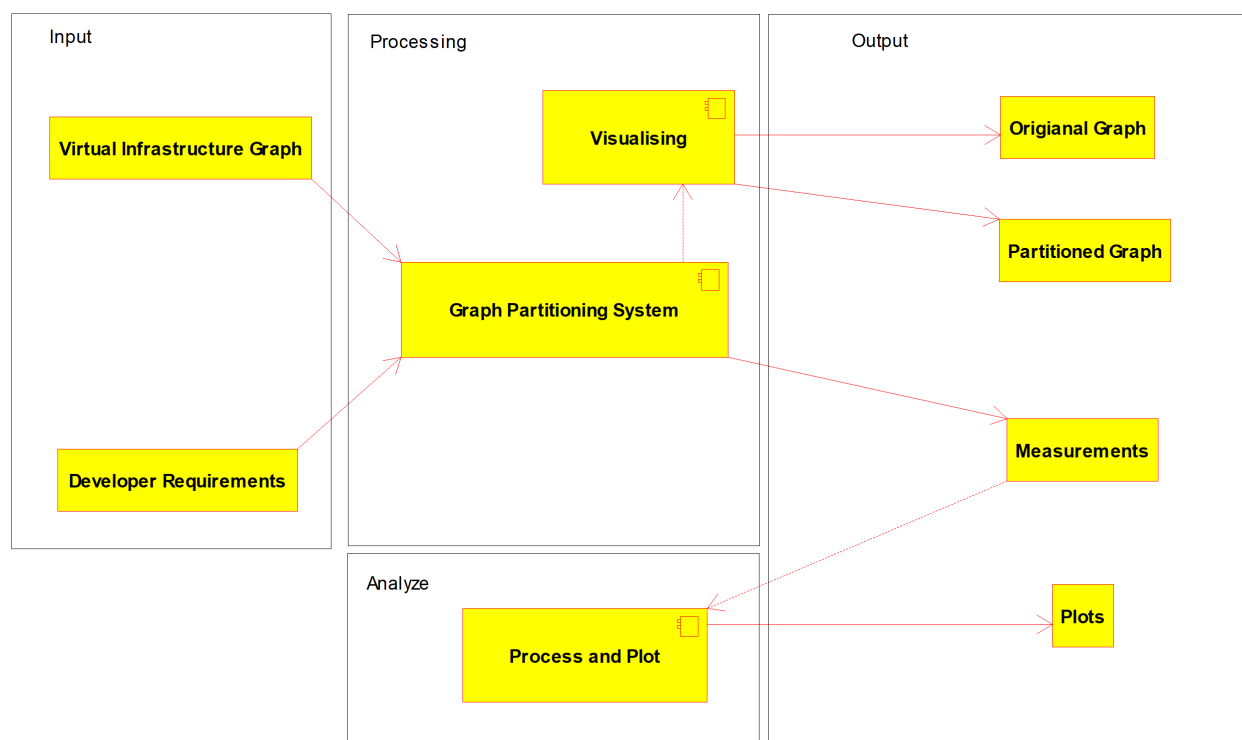 Input
Virtual Infrastructure Graph
Developer Requirements
Processing
Visualising
Graph Partitioning System
Analyze
Process and Plot
Output
Origianal Graph
Partitioned Graph
Measurements
Plots